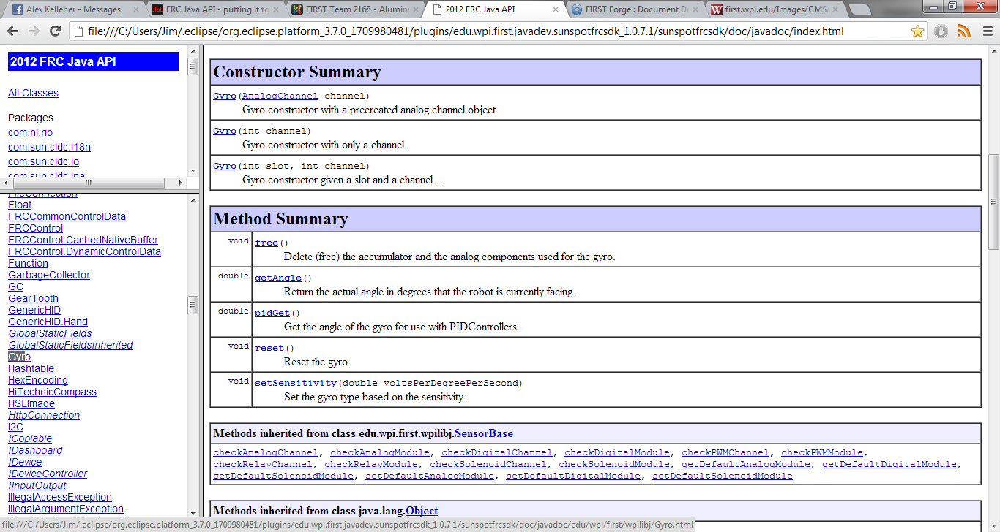 Alex Kelleher - Messages
FRC Java API - putting it to
FIRST Team 2168 - Alumin
2012 FRC Java API
FIRST Forge : Document D
first.wpi.edu/Images/CMS/
file:///C:/Users/Jim/.eclipse/org.eclipse.platform_3.7.0_1709980481/plugins/edu.wpi.first.javadev.sunspotfrcsdk_1.0.7.1/sunspotfrcsdk/doc/javadoc/index.html
2012 FRC Java API
All Classes
Packages
com.ni.rio
com.sun.cldc.i18n
com.sun.cldc.io
com.sun.cldc.jna
FileConnection
Float
FRCCommonControlData
FRCControl
FRCControl.CachedNativeBuffer
FRCControl.DynamicControlData
Function
GarbageCollector
GC
GearTooth
GenericHID
GenericHID.Hand
GlobalStaticFields
GlobalStaticFieldsInherited
Gyro
Hashtable
HexEncoding
HiTechnicCompass
HSLImage
HttpConnection
I2C
ICopiable
IDashboard
IDevice
IDeviceController
IInputOutput
IllegalAccessException
IllegalArgumentException
Constructor Summary
Gyro(AnalogChannel channel)
Gyro constructor with a precreated analog channel object.
Gyro(int channel)
Gyro constructor with only a channel.
Gyro(int slot, int channel)
Gyro constructor given a slot and a channel. .
Method Summary
void free()
Delete (free) the accumulator and the analog components used for the gyro.
double getAngle()
Return the actual angle in degrees that the robot is currently facing.
double pidGet()
Get the angle of the gyro for use with PIDControllers
void reset()
Reset the gyro.
void setSensitivity(double voltsPerDegreePerSecond)
Set the gyro type based on the sensitivity.
Methods inherited from class edu.wpi.first.wpilibj.SensorBase
checkAnalogChannel, checkAnalogModule, checkDigitalChannel, checkDigitalModule, checkPWMChannel, checkPWMModule,
checkRelayChannel, checkRelayModule, checkSolenoidChannel, checkSolenoidModule, getDefaultAnalogModule, getDefaultDigitalModule,
getDefaultSolenoidModule, setDefaultAnalogModule, setDefaultDigitalModule, setDefaultSolenoidModule
Methods inherited from class java.lang.Object
file:///C:/Users/Jim/.eclipse/org.eclipse.platform_3.7.0_1709980481/plugins/edu.wpi.first.javadev.sunspotfrcsdk_1.0.7.1/sunspotfrcsdk/doc/javadoc/edu/wpi/first/wpilibj/Gyro.html